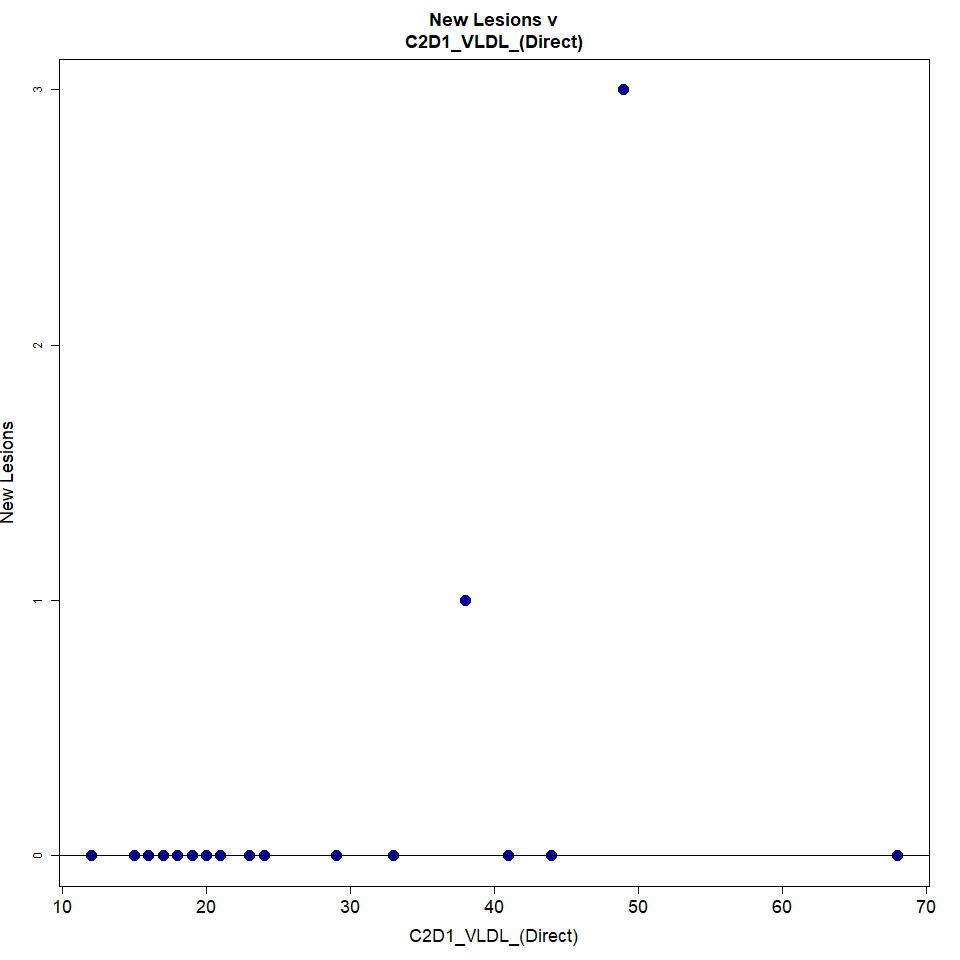 New Lesions v
C2D1_VLDL_(Direct)
3
2
1
0
New Lesions
10 20 30 40 50 60 70
C2D1_VLDL_(Direct)